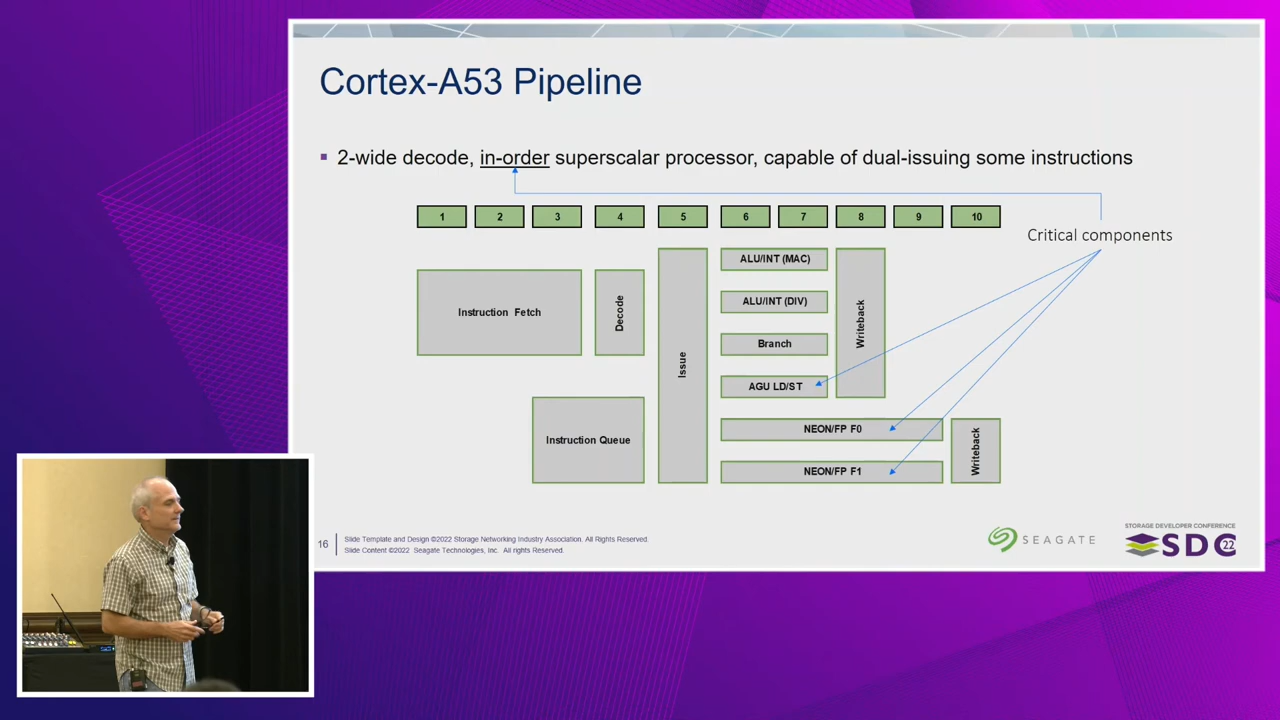 Cortex-A53 Pipeline
2-wide decode, in-order superscalar processor, capable of dual-issuing some instructions
1 2 3 4 5 6 7 8 9 10
Critical components
Instruction Fetch
Decode
Issue
ALU/INT (MAC)
ALU/INT (DIV)
Branch
AGU LD/ST
Writeback
Instruction Queue
NEON/FP F0
NEON/FP F1
Writeback
16
Slide Template and Design ©2022 Storage Networking Industry Association. All Rights Reserved.
Slide Content ©2022 Seagate Technologies, Inc. All rights Reserved.
SEAGATE
STORAGE DEVELOPER CONFERENCE
SDC
22